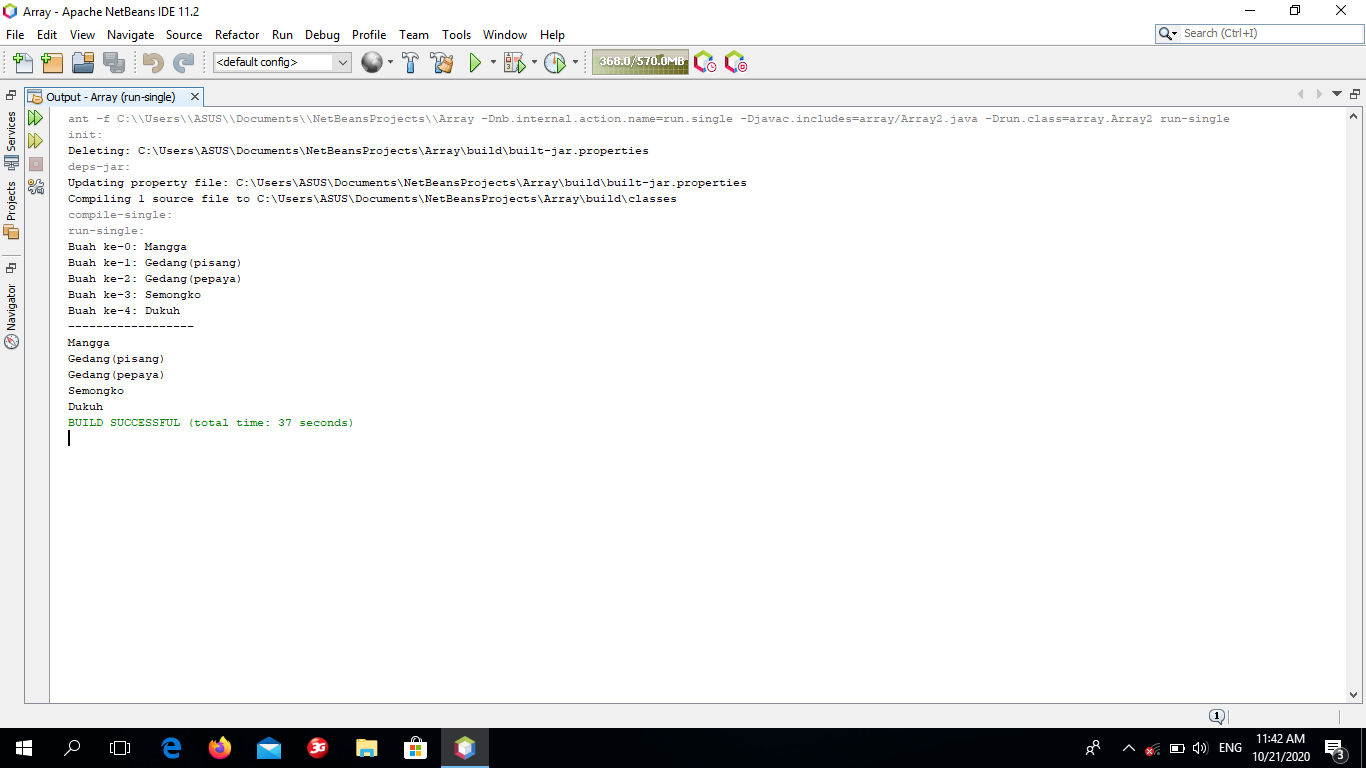 Array - Apache NetBeans IDE 11.2
File Edit View Navigate Source Refactor Run Debug Profile Team Tools Window Help
Search (Ctrl+I)
<default config>
368.0/570.0MB
Output - Array (run-single)
Services
Projects
Navigator
ant -f C:\\Users\\ASUS\\Documents\\NetBeansProjects\\Array -Dnb.internal.action.name=run.single -Djavac.includes=array/Array2.java -Drun.class=array.Array2 run-single
init:
Deleting: C:\Users\ASUS\Documents\NetBeansProjects\Array\build\built-jar.properties
deps-jar:
Updating property file: C:\Users\ASUS\Documents\NetBeansProjects\Array\build\built-jar.properties
Compiling 1 source file to C:\Users\ASUS\Documents\NetBeansProjects\Array\build\classes
compile-single:
run-single:
Buah ke-0: Mangga
Buah ke-1: Gedang(pisang)
Buah ke-2: Gedang(pepaya)
Buah ke-3: Semongko
Buah ke-4: Dukuh
------------------
Mangga
Gedang(pisang)
Gedang(pepaya)
Semongko
Dukuh
BUILD SUCCESSFUL (total time: 37 seconds)
1
3G
ENG
11:42 AM
10/21/2020
3